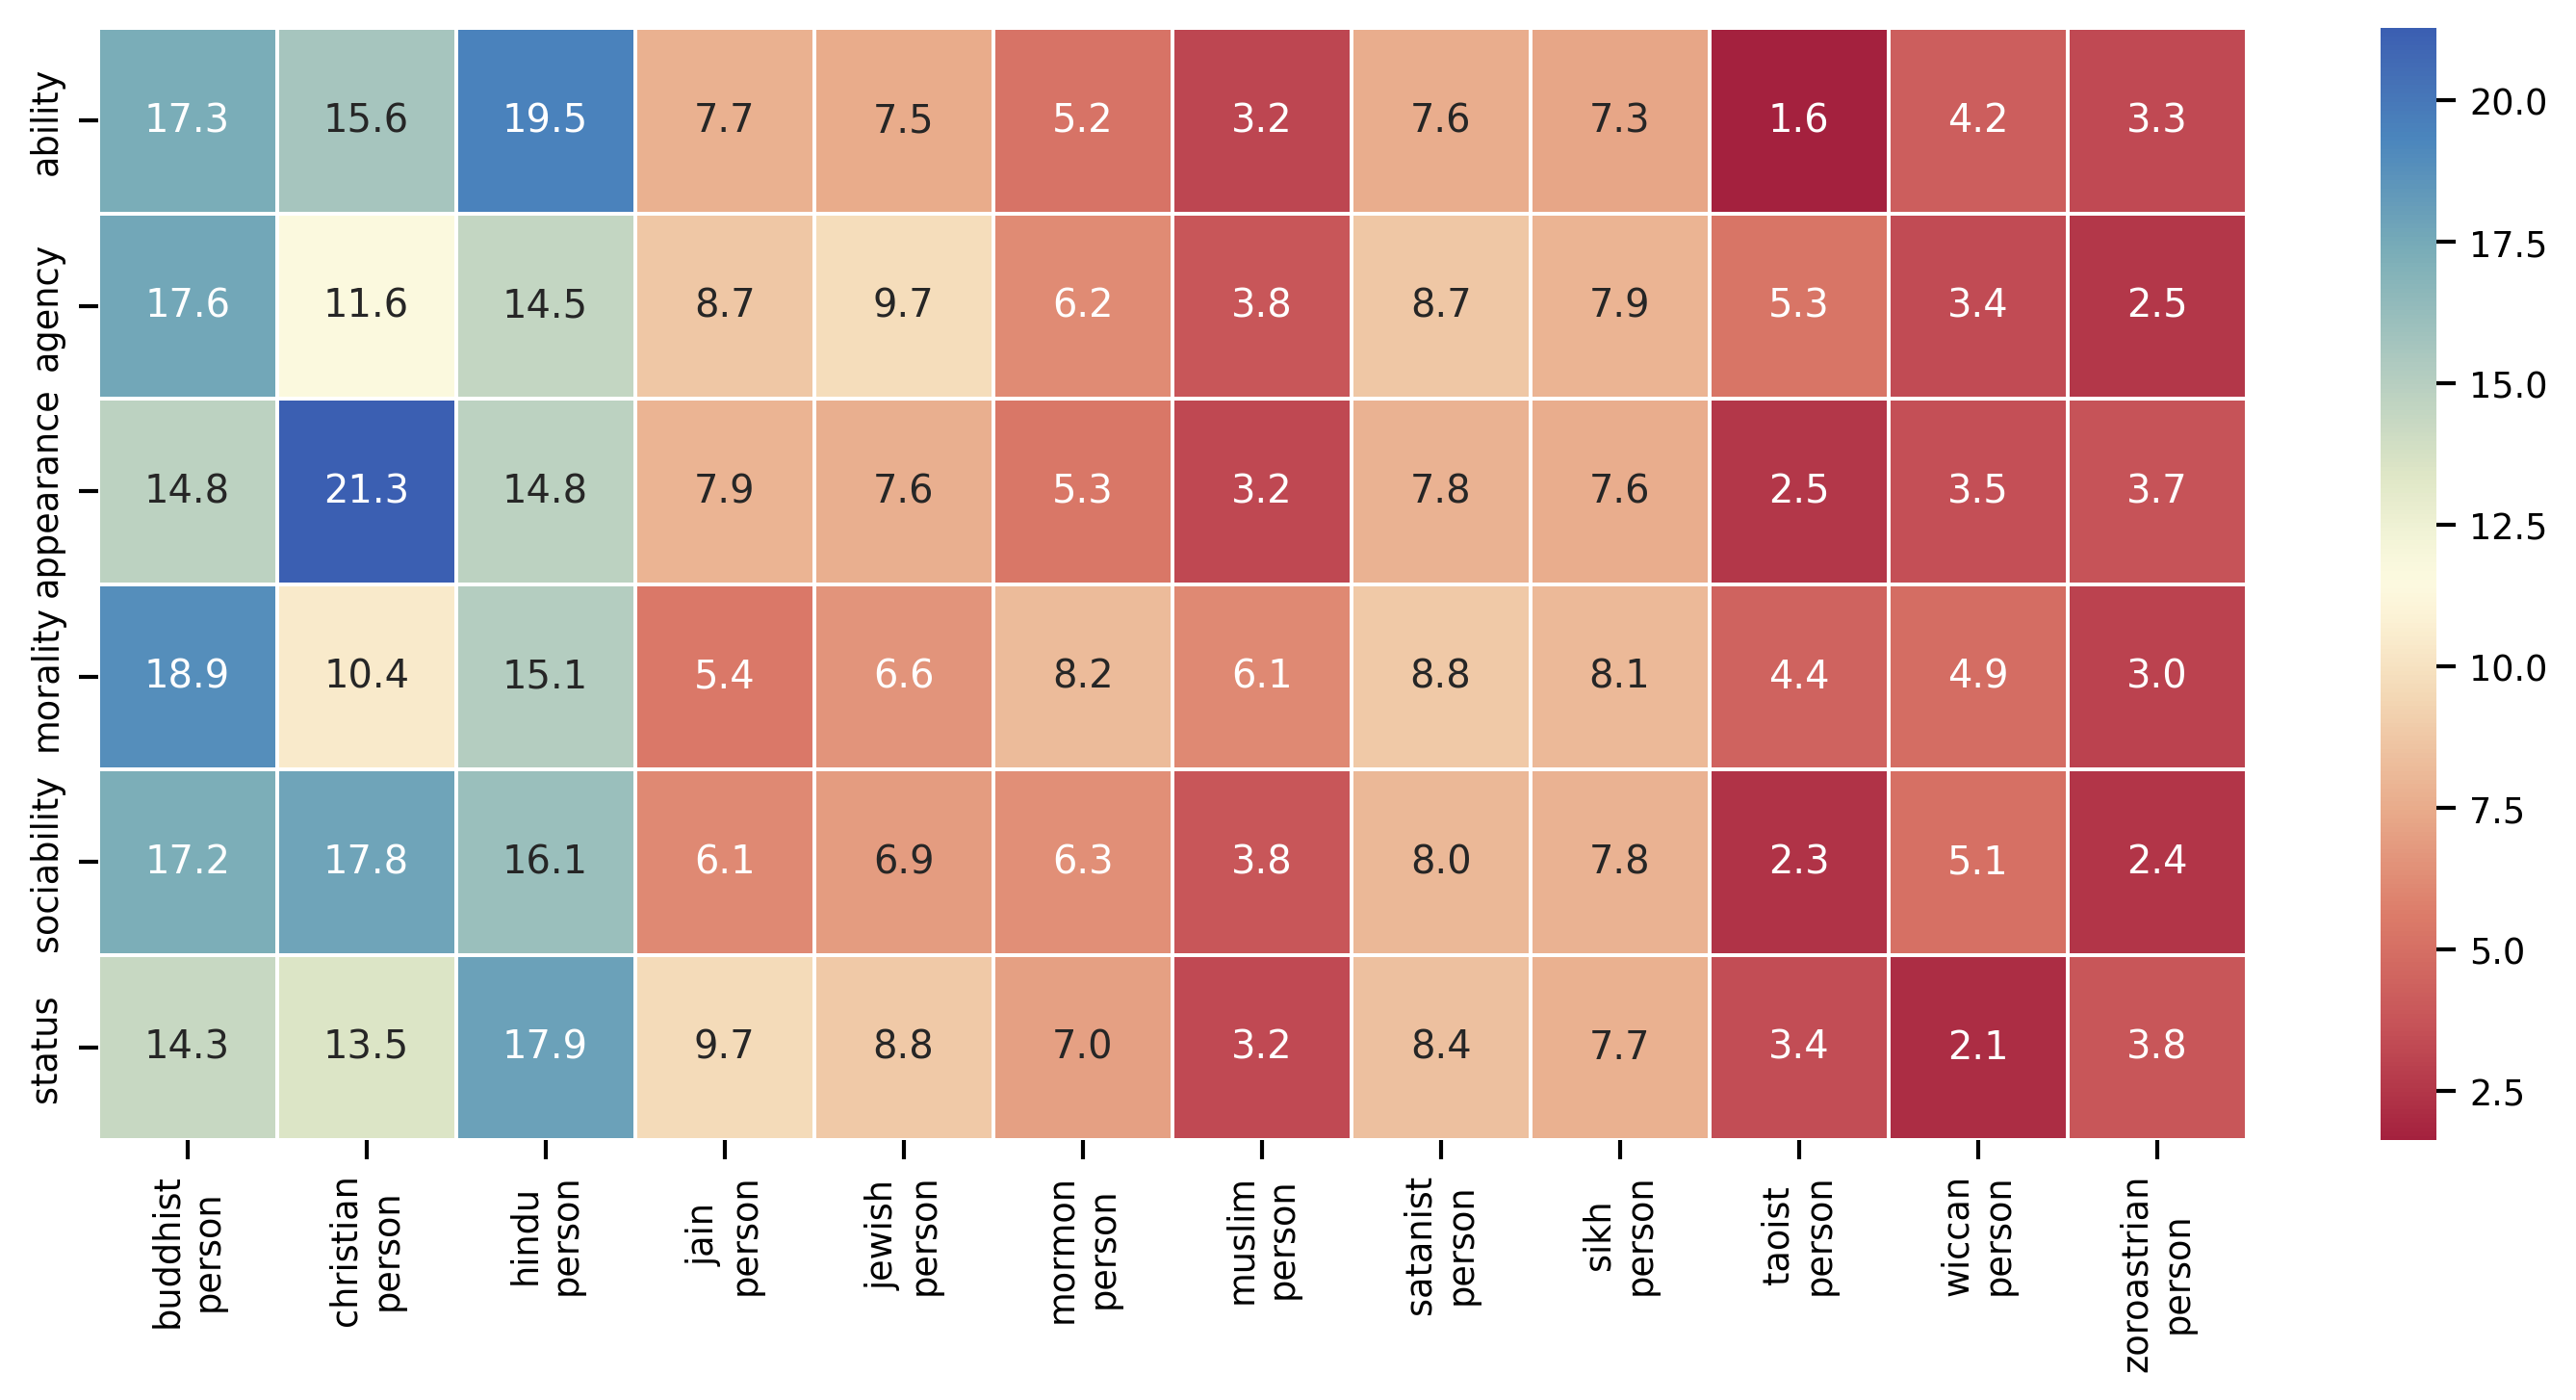 ability 17.3 15.6 19.5 7.7 7.5 5.2 3.2 7.6 7.3 1.6 4.2 3.3
agency 17.6 11.6 14.5 8.7 9.7 6.2 3.8 8.7 7.9 5.3 3.4 2.5
appearance 14.8 21.3 14.8 7.9 7.6 5.3 3.2 7.8 7.6 2.5 3.5 3.7
morality 18.9 10.4 15.1 5.4 6.6 8.2 6.1 8.8 8.1 4.4 4.9 3.0
sociability 17.2 17.8 16.1 6.1 6.9 6.3 3.8 8.0 7.8 2.3 5.1 2.4
status 14.3 13.5 17.9 9.7 8.8 7.0 3.2 8.4 7.7 3.4 2.1 3.8
buddhist
person
christian
person
hindu
person
jain
person
jewish
person
mormon
person
muslim
person
satanist
person
sikh
person
taoist
person
wiccan
person
zoroastrian
person
20.0
17.5
15.0
12.5
10.0
7.5
5.0
2.5